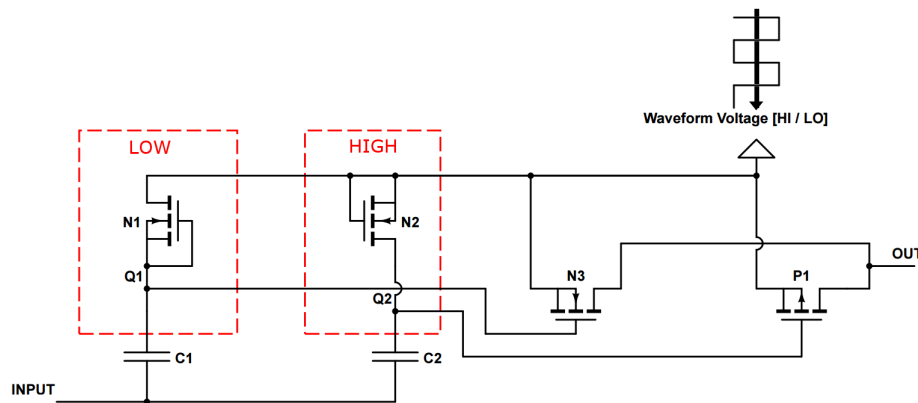 Waveform Voltage [HI / LO]
LOW
HIGH
N1
N2
Q1
Q2
N3
P1
OUT
C1
C2
INPUT